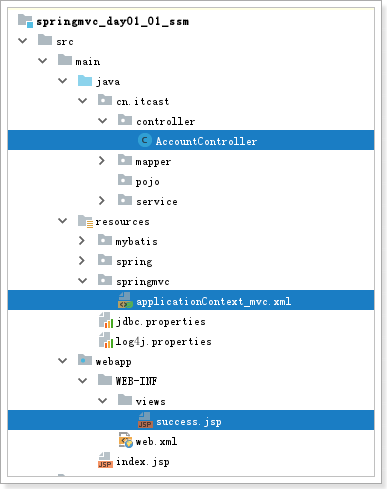 springmvc_day01_01_ssm
src
main
java
cn.itcast
controller
AccountController
mapper
pojo
service
resources
mybatis
spring
springmvc
applicationContext_mvc.xml
jdbc.properties
log4j.properties
webapp
WEB-INF
views
success.jsp
web.xml
index.jsp